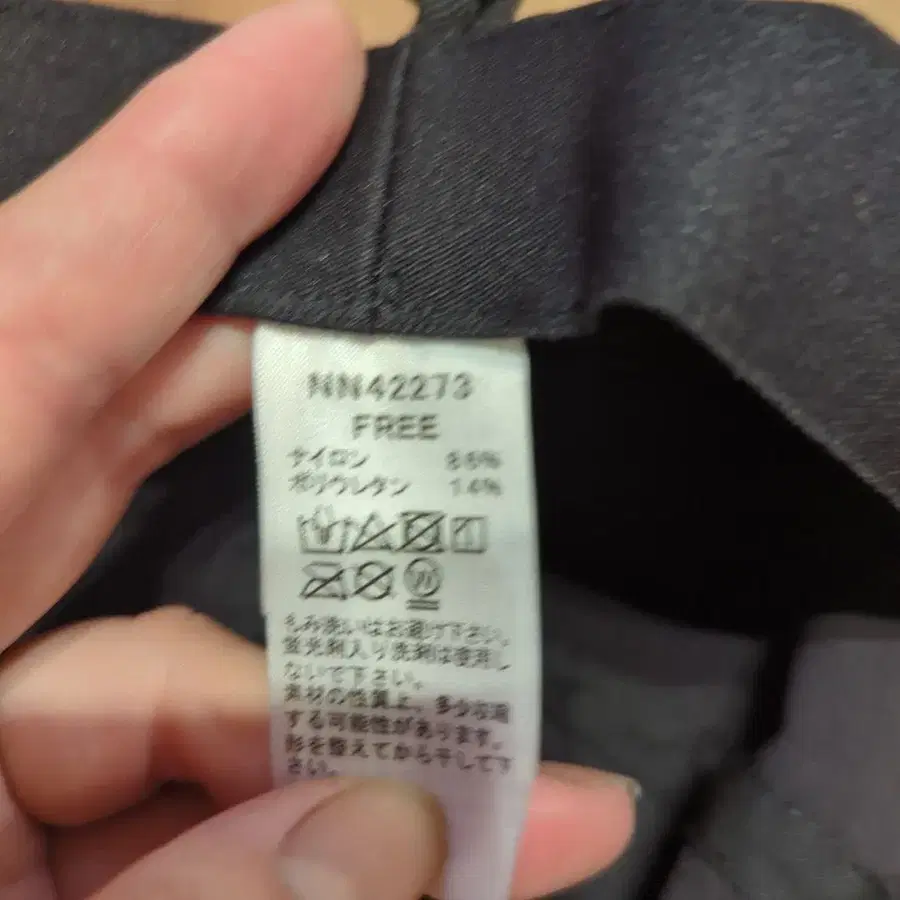 NN42273
FREE
ナイロン 86%
ポリウレタン 14%
もみ洗いはお避け下さい。
蛍光剤入り洗剤は使用し
ないで下さい。
素材の性質上、多少収縮
する可能性があります。
形を整えてから干して下
さい。